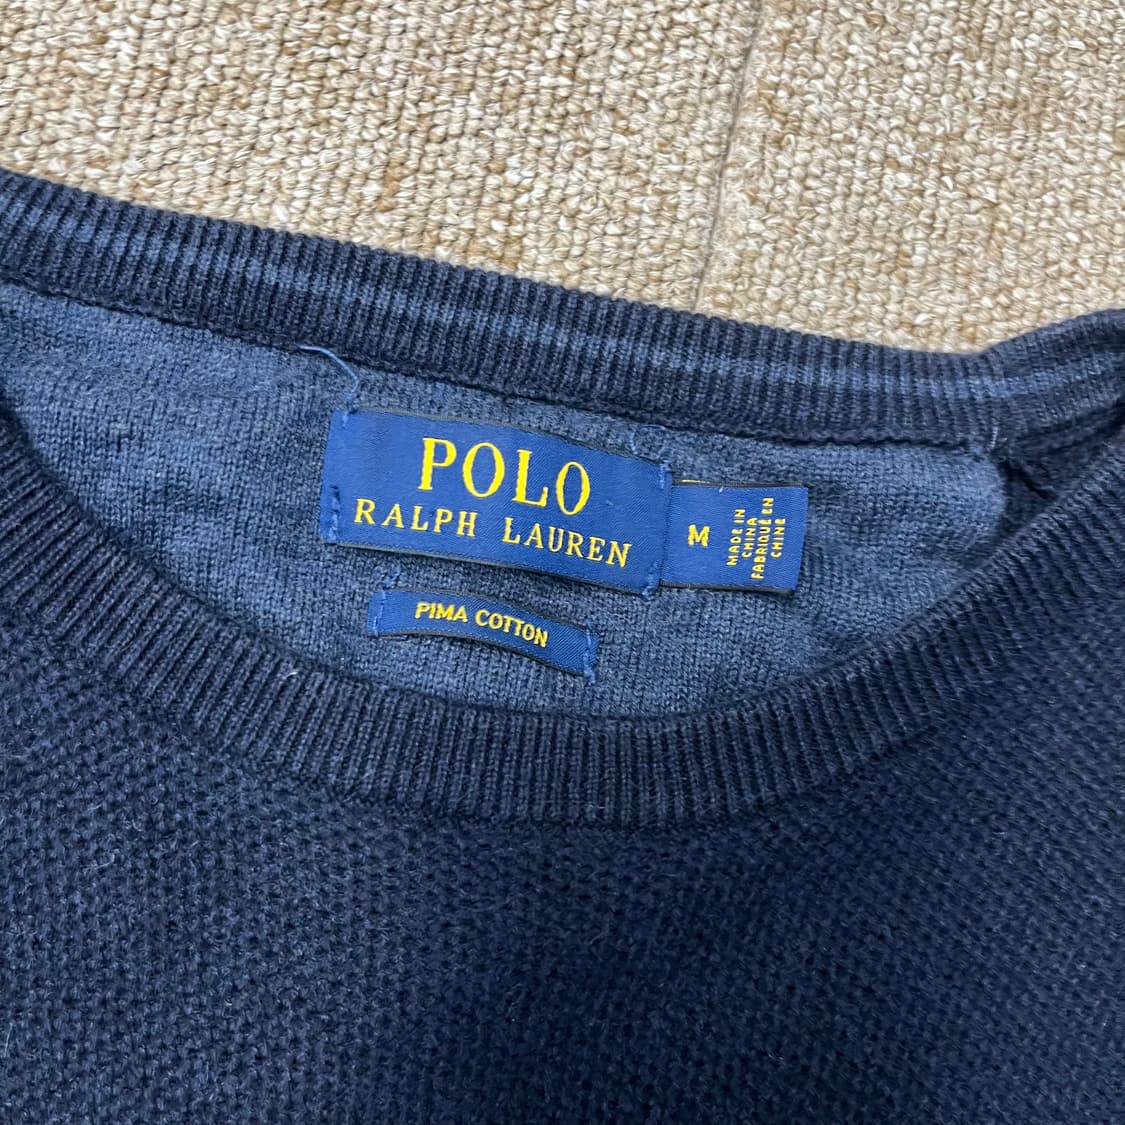 POLO
RALPH LAUREN
M
MADE IN
CHINA
FABRIQUÉ EN
CHINE
PIMA COTTON